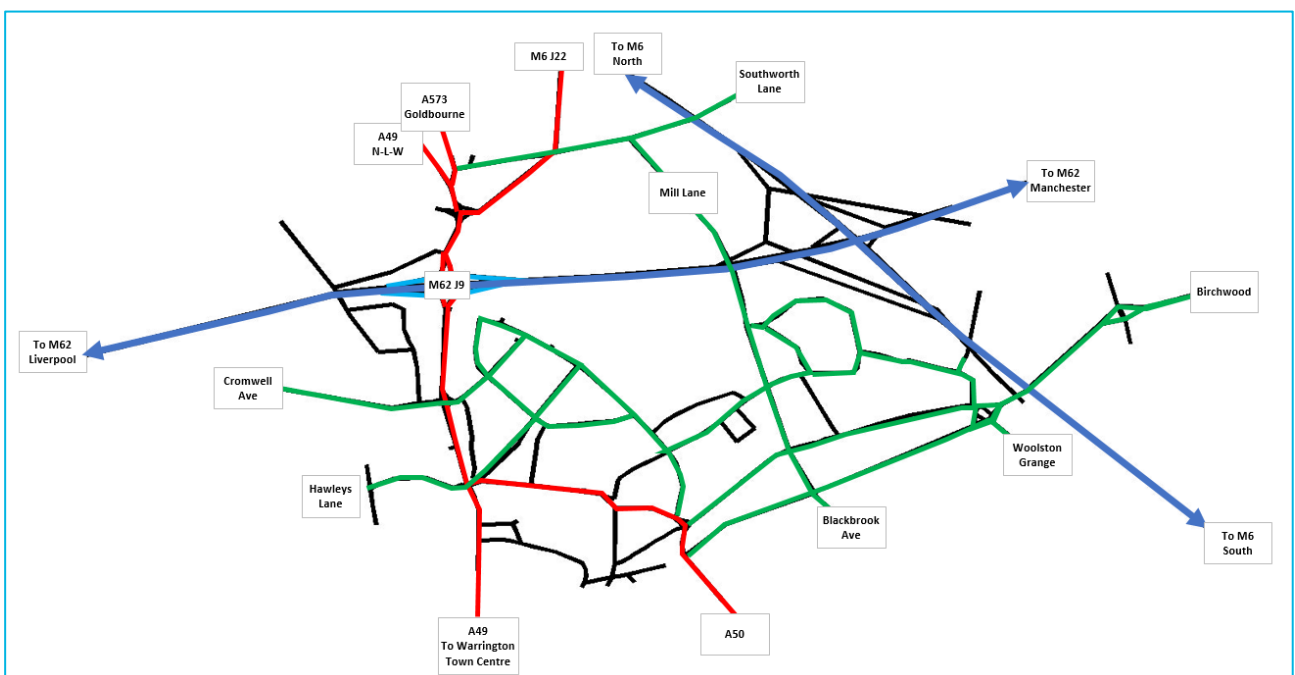 To M6
North
M6 J22
Southworth
Lane
A573
Goldbourne
A49
N-L-W
To M62
Manchester
Mill Lane
M62 J9
Birchwood
To M62
Liverpool
Cromwell
Ave
Woolston
Grange
Hawleys
Lane
Blackbrook
Ave
To M6
South
A49
To Warrington
Town Centre
A50